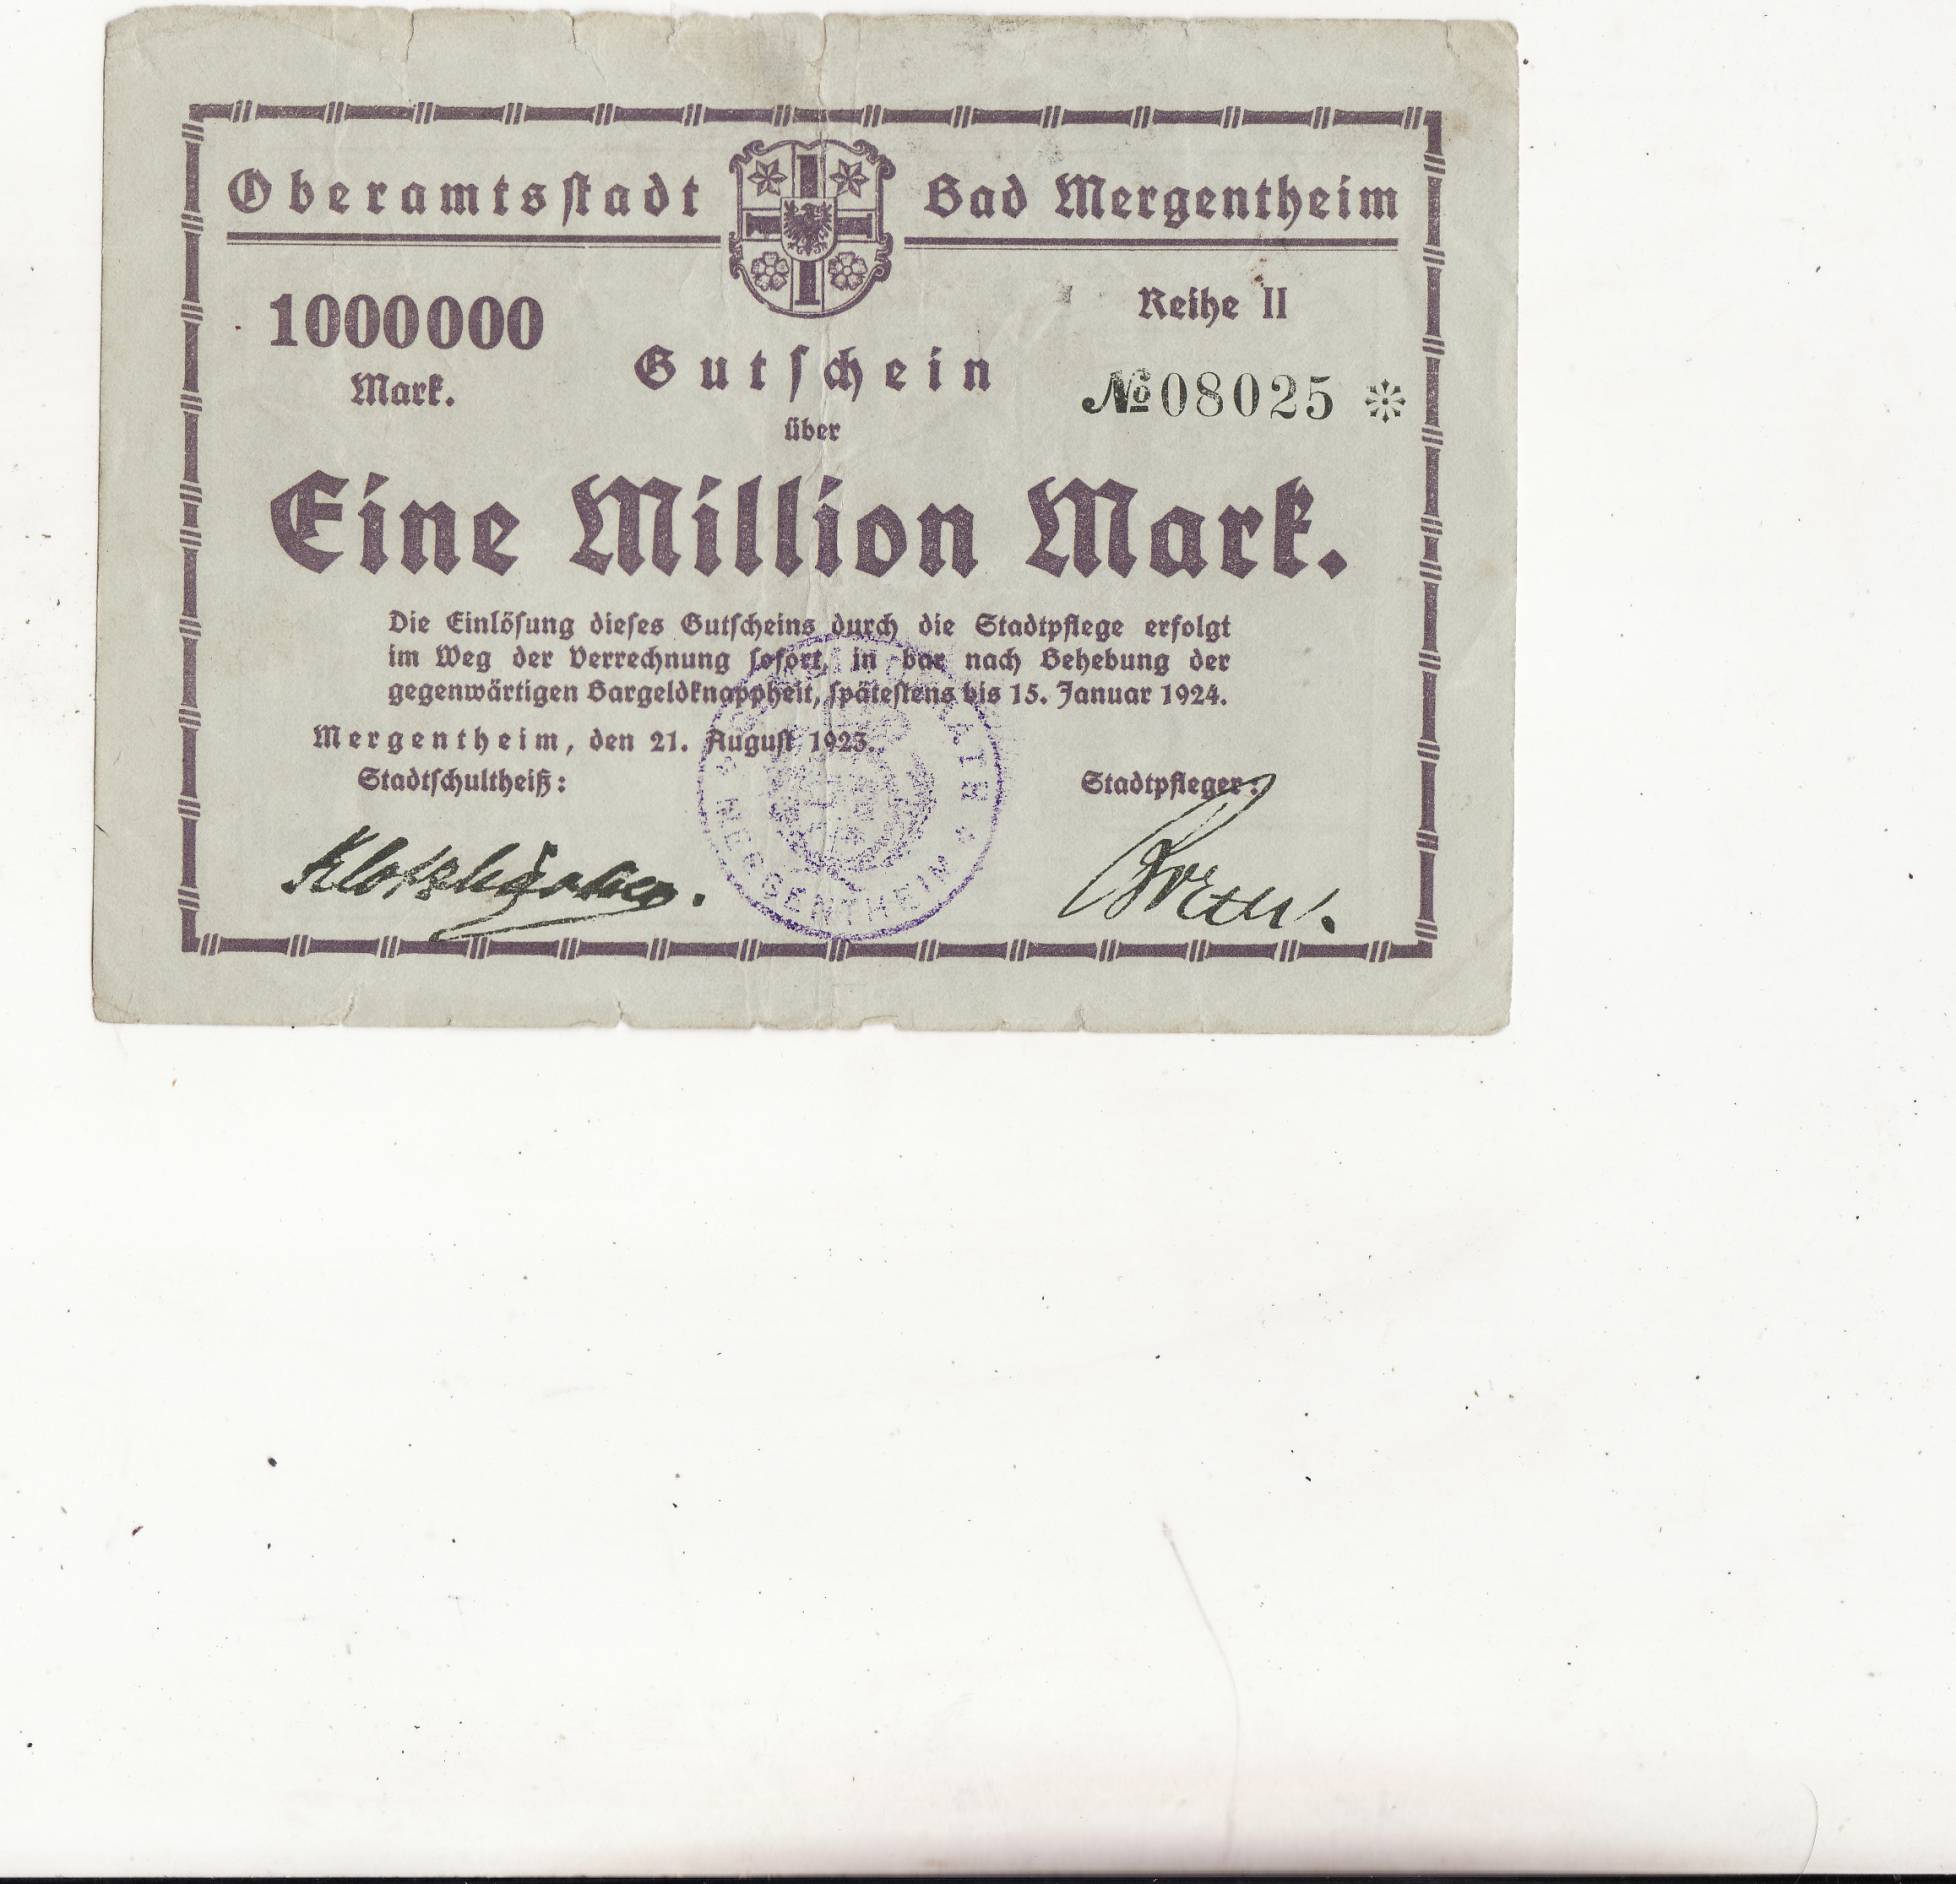 Oberamtsstadt Bad Mergentheim
1000000
Mark.
Reihe II
Gutschein
№ 08025 *
über
Eine Million Mark.
Die Einlösung dieses Gutscheins durch die Stadtpflege erfolgt
im Weg der Verrechnung sofort, in bar nach Behebung der
gegenwärtigen Bargeldknappheit, spätestens bis 15. Januar 1924.
Mergentheim, den 21. August 1923.
Stadtschultheiß:
Stadtpfleger:
MERGENTHEIM